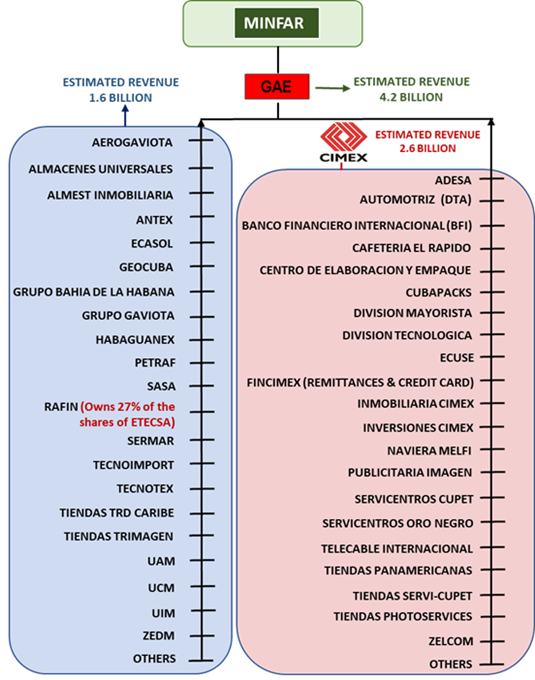 MINFAR
GAE
ESTIMATED REVENUE
4.2 BILLION
ESTIMATED REVENUE
1.6 BILLION
AEROGAVIOTA
ALMACENES UNIVERSALES
ALMEST INMOBILIARIA
ANTEX
ECASOL
GEOCUBA
GRUPO BAHIA DE LA HABANA
GRUPO GAVIOTA
HABAGUANEX
PETRAF
SASA
RAFIN (Owns 27% of the
shares of ETECSA)
SERMAR
TECNOIMPORT
TECNOTEX
TIENDAS TRD CARIBE
TIENDAS TRIMAGEN
UAM
UCM
UIM
ZEDM
OTHERS
CIMEX
ESTIMATED REVENUE
2.6 BILLION
ADESA
AUTOMOTRIZ (DTA)
BANCO FINANCIERO INTERNACIONAL (BFI)
CAFETERIA EL RAPIDO
CENTRO DE ELABORACION Y EMPAQUE
CUBAPACKS
DIVISION MAYORISTA
DIVISION TECNOLOGICA
ECUSE
FINCIMEX (REMITTANCES & CREDIT CARD)
INMOBILIARIA CIMEX
INVERSIONES CIMEX
NAVIERA MELFI
PUBLICITARIA IMAGEN
SERVICENTROS CUPET
SERVICENTROS ORO NEGRO
TELECABLE INTERNACIONAL
TIENDAS PANAMERICANAS
TIENDAS SERVI-CUPET
TIENDAS PHOTOSERVICES
ZELCOM
OTHERS